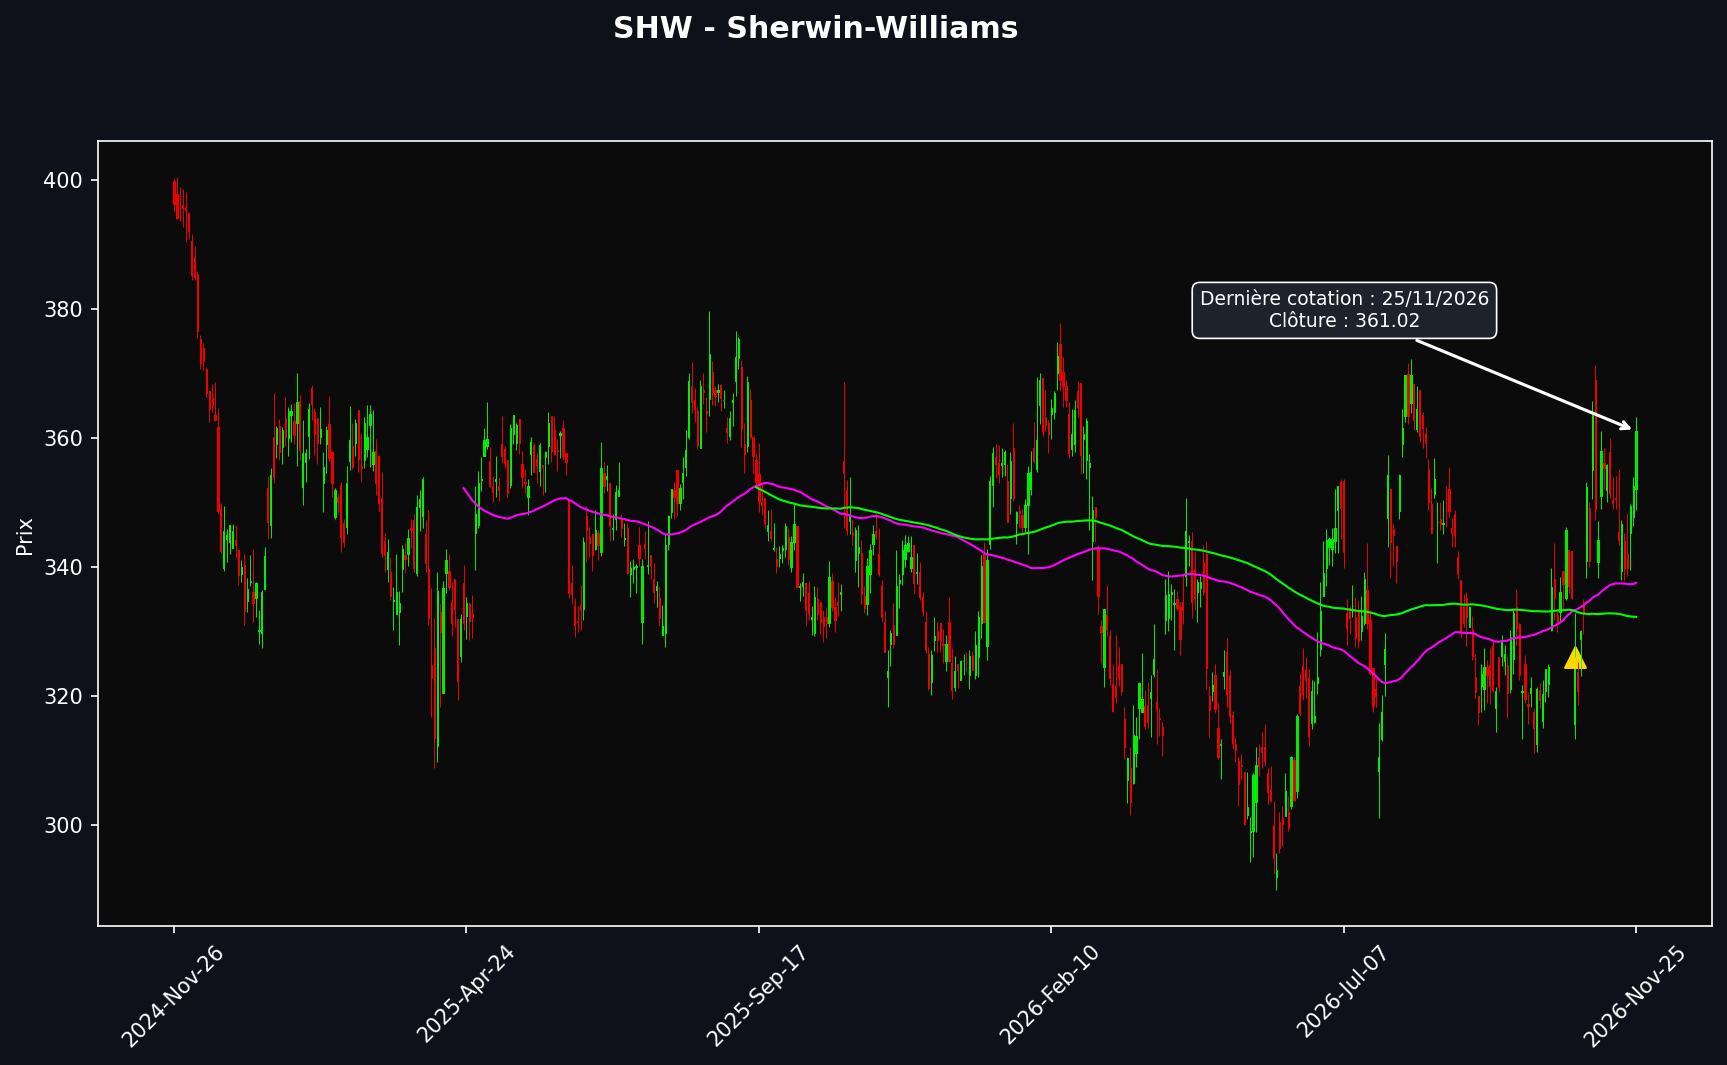 SHW - Sherwin-Williams
Dernière cotation : 25/11/2026
Clôture : 361.02
Prix
400
380
360
340
320
300
2024-Nov-26
2025-Apr-24
2025-Sep-17
2026-Feb-10
2026-Jul-07
2026-Nov-25